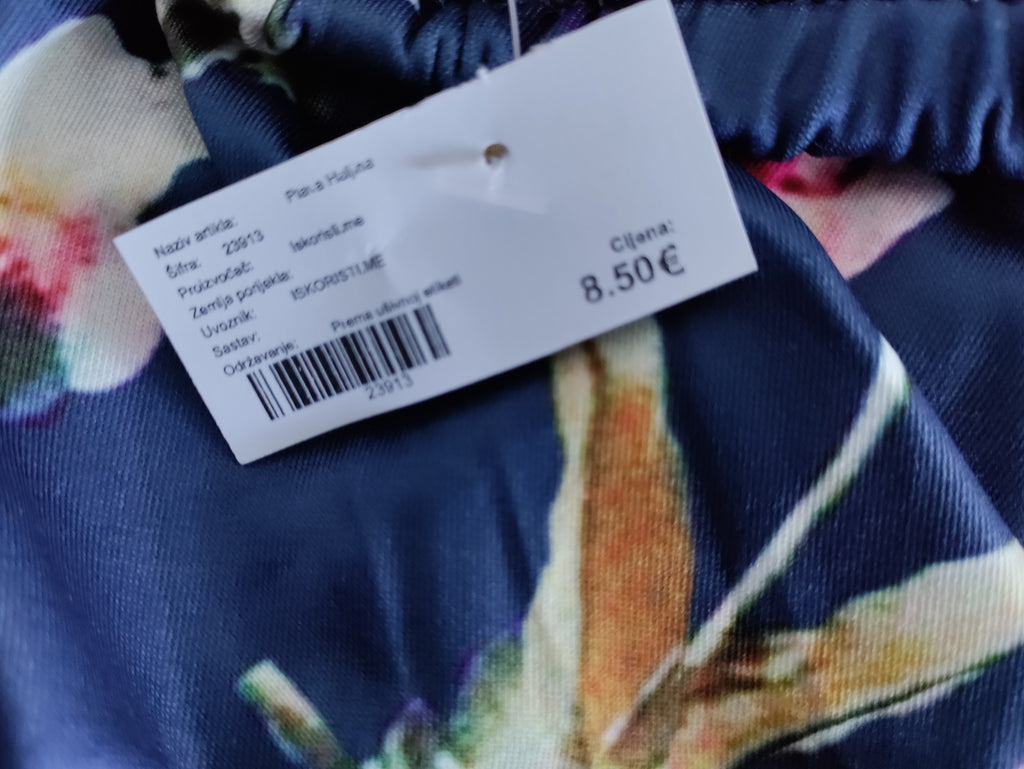 Naziv artikla: Plava Haljina
Šifra: 23913
Proizvođač: Iskoristi.me
Zemlja porijekla:
Uvoznik: ISKORISTI.ME
Sastav:
Održavanje: Prema ušivnoj etiketi
23913
Cijena:
8.50€